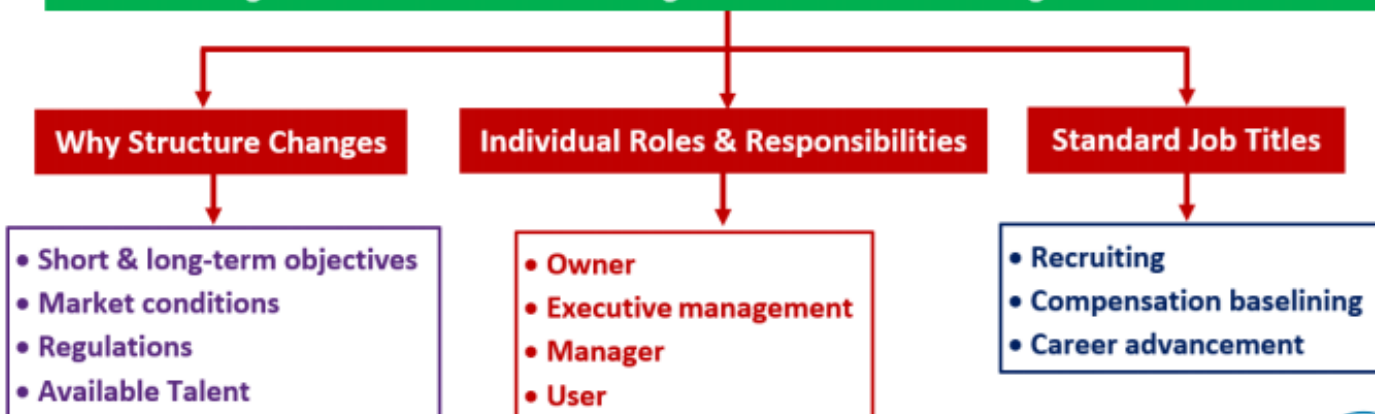 Why Structure Changes
Individual Roles & Responsibilities
Standard Job Titles
• Short & long-term objectives
• Market conditions
• Regulations
• Available Talent
• Owner
• Executive management
• Manager
• User
• Recruiting
• Compensation baselining
• Career advancement